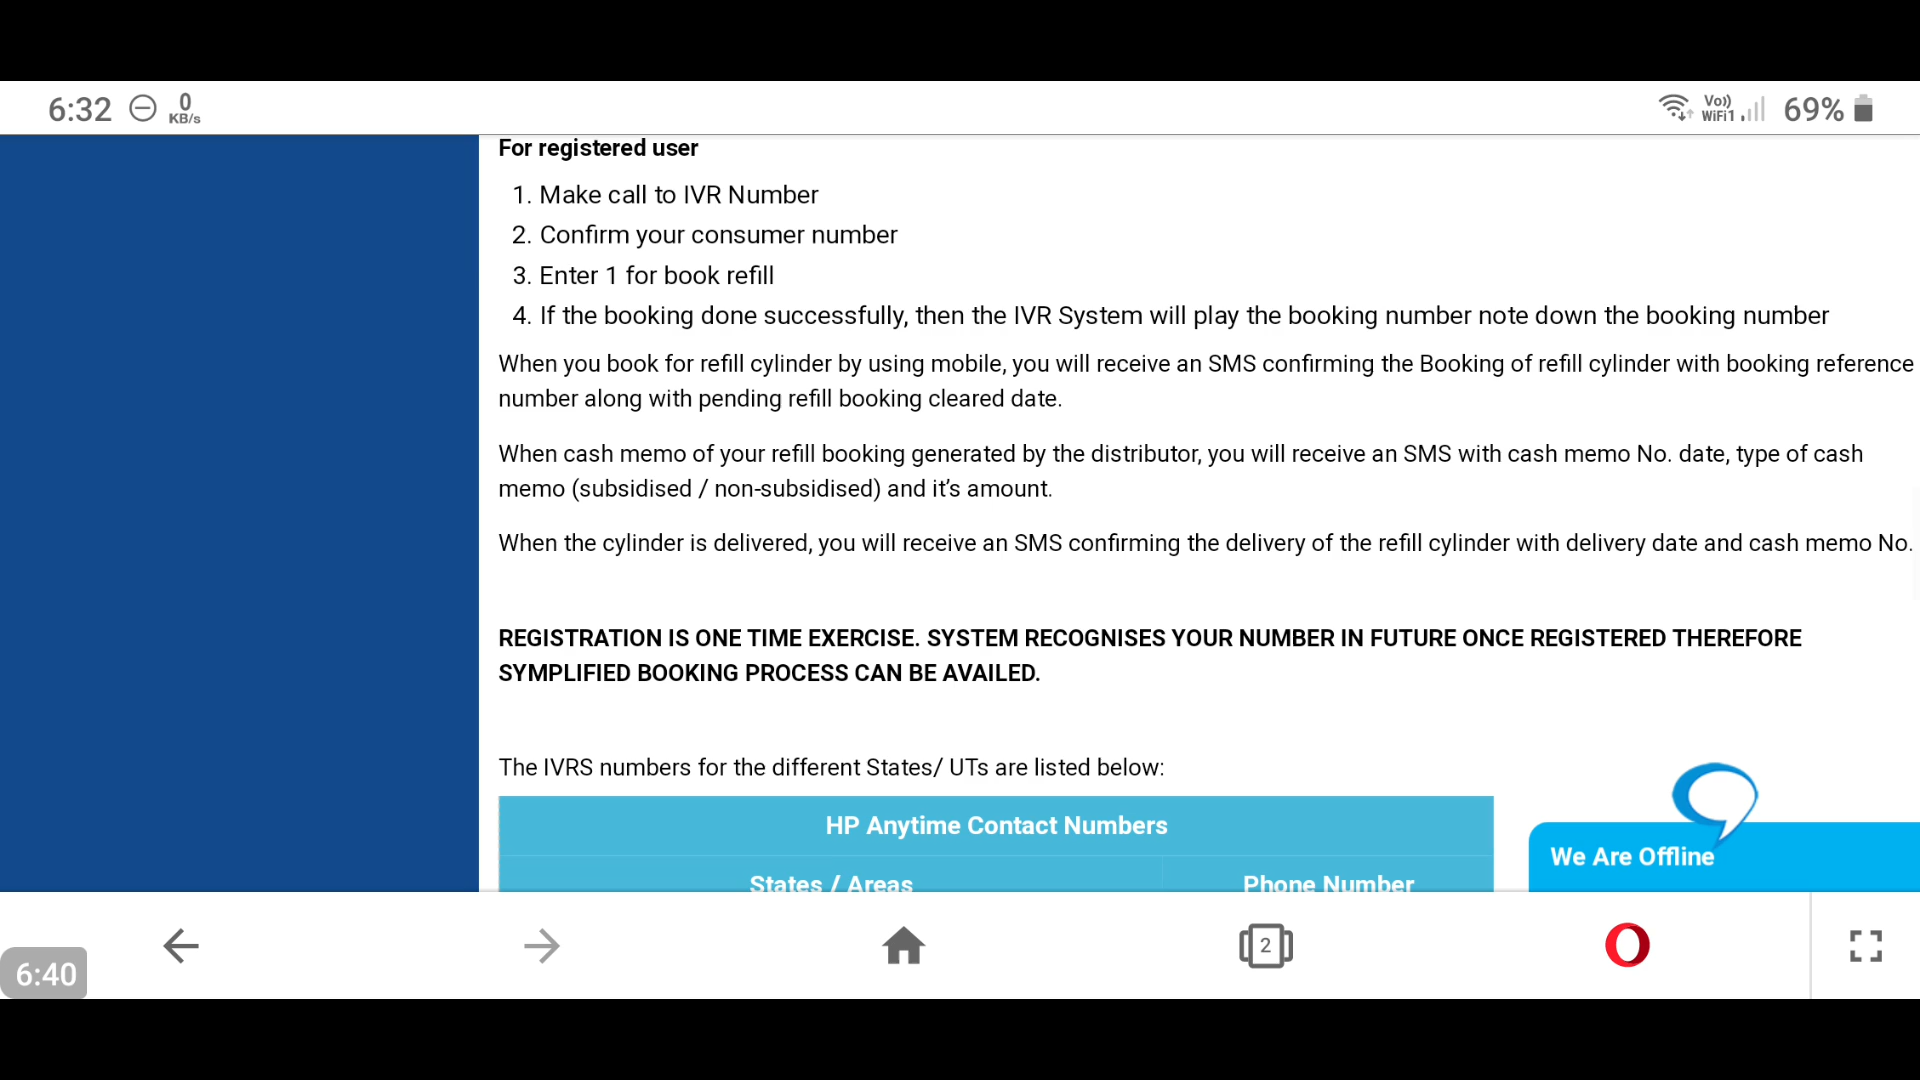 6:32
0
KB/s
Vo))
WiFi1
69%
For registered user
1. Make call to IVR Number
2. Confirm your consumer number
3. Enter 1 for book refill
4. If the booking done successfully, then the IVR System will play the booking number note down the booking number
When you book for refill cylinder by using mobile, you will receive an SMS confirming the Booking of refill cylinder with booking reference
number along with pending refill booking cleared date.
When cash memo of your refill booking generated by the distributor, you will receive an SMS with cash memo No. date, type of cash
memo (subsidised / non-subsidised) and it’s amount.
When the cylinder is delivered, you will receive an SMS confirming the delivery of the refill cylinder with delivery date and cash memo No.
REGISTRATION IS ONE TIME EXERCISE. SYSTEM RECOGNISES YOUR NUMBER IN FUTURE ONCE REGISTERED THEREFORE
SYMPLIFIED BOOKING PROCESS CAN BE AVAILED.
The IVRS numbers for the different States/ UTs are listed below:
HP Anytime Contact Numbers
We Are Offline
States / Areas
Phone Number
2
6:40